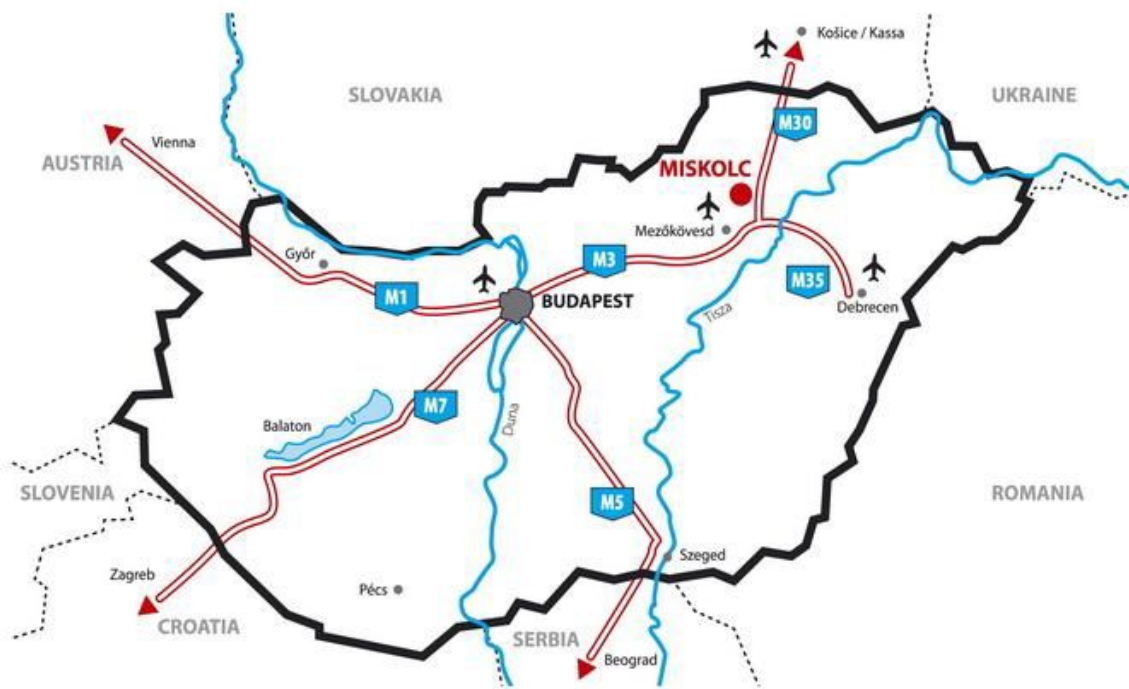 Košice / Kassa
SLOVAKIA
UKRAINE
M30
Vienna
AUSTRIA
MISKOLC
Mezőkövesd
Győr
M3
M1
M35
BUDAPEST
Debrecen
Tisza
M7
Balaton
Duna
SLOVENIA
M5
ROMANIA
Szeged
Zagreb
Pécs
CROATIA
SERBIA
Beograd